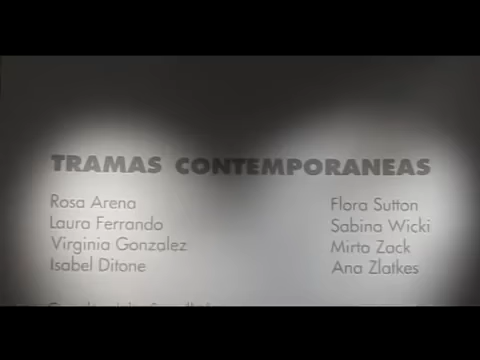 TRAMAS CONTEMPORANEAS
Rosa Arena
Laura Ferrando
Virginia Gonzalez
Isabel Ditone
Flora Sutton
Sabina Wicki
Mirta Zack
Ana Zlatkes